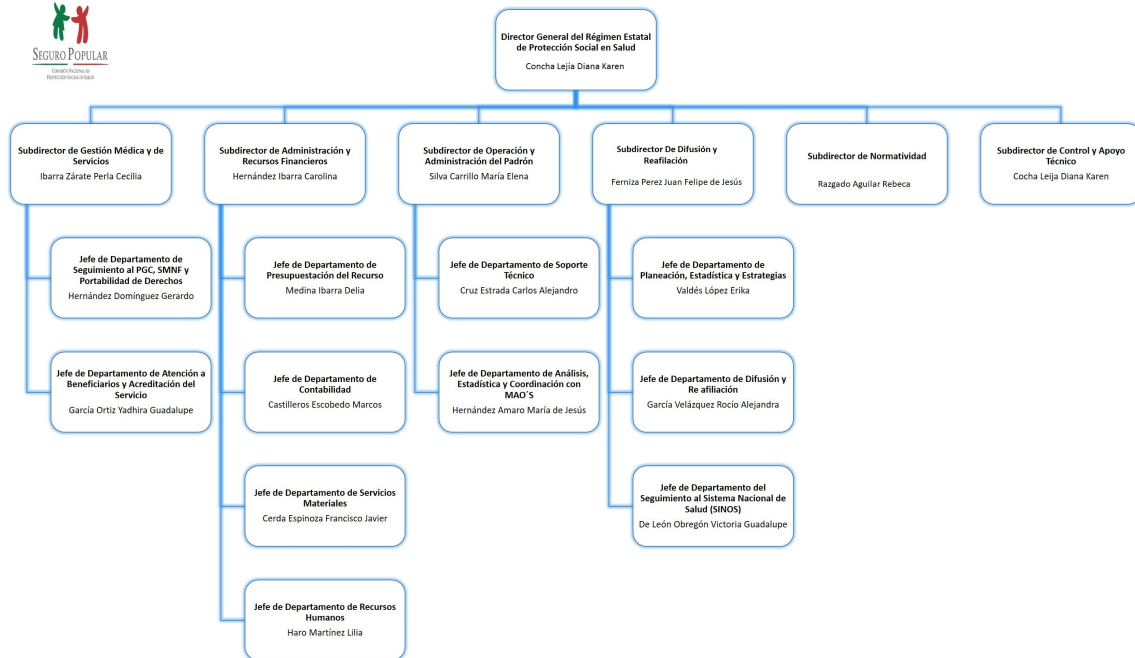 SEGURO POPULAR
COMISIÓN NACIONAL DE
PROTECCIÓN SOCIAL EN SALUD
Director General del Régimen Estatal
de Protección Social en Salud
Concha Lejía Diana Karen
Subdirector de Gestión Médica y de
Servicios
Ibarra Zárate Perla Cecilia
Subdirector de Administración y
Recursos Financieros
Hernández Ibarra Carolina
Subdirector de Operación y
Administración del Padrón
Silva Carrillo María Elena
Subdirector De Difusión y
Reafilación
Ferniza Perez Juan Felipe de Jesús
Subdirector de Normatividad
Razgado Aguilar Rebeca
Subdirector de Control y Apoyo
Técnico
Cocha Leija Diana Karen
Jefe de Departamento de
Seguimiento al PGC, SMNF y
Portabilidad de Derechos
Hernández Domínguez Gerardo
Jefe de Departamento de
Presupuestación del Recurso
Medina Ibarra Delia
Jefe de Departamento de Soporte
Técnico
Cruz Estrada Carlos Alejandro
Jefe de Departamento de
Planeación, Estadística y Estrategias
Valdés López Erika
Jefe de Departamento de Atención a
Beneficiarios y Acreditación del
Servicio
García Ortiz Yadhira Guadalupe
Jefe de Departamento de
Contabilidad
Castilleros Escobedo Marcos
Jefe de Departamento de Análisis,
Estadística y Coordinación con
MAO´S
Hernández Amaro María de Jesús
Jefe de Departamento de Difusión y
Re afiliación
García Velázquez Rocío Alejandra
Jefe de Departamento de Servicios
Materiales
Cerda Espinoza Francisco Javier
Jefe de Departamento del
Seguimiento al Sistema Nacional de
Salud (SINOS)
De León Obregón Victoria Guadalupe
Jefe de Departamento de Recursos
Humanos
Haro Martínez Lilia